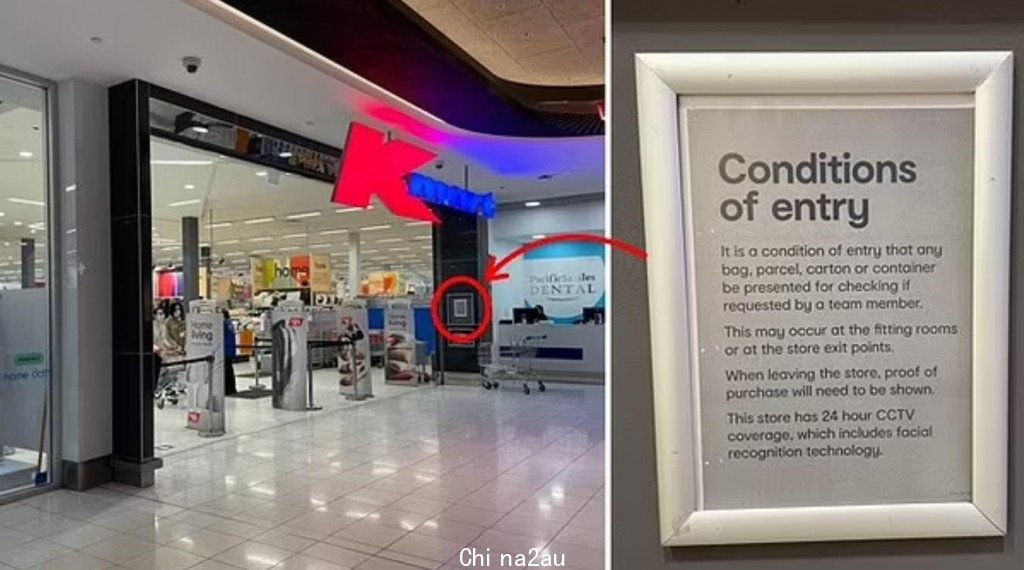 K
mart
home
Pacific Smiles
DENTAL
home
living
Conditions
of entry
It is a condition of entry that any
bag, parcel, carton or container
be presented for checking if
requested by a team member.
This may occur at the fitting rooms
or at the store exit points.
When leaving the store, proof of
purchase will need to be shown.
This store has 24 hour CCTV
coverage, which includes facial
recognition technology.
Chi na2au